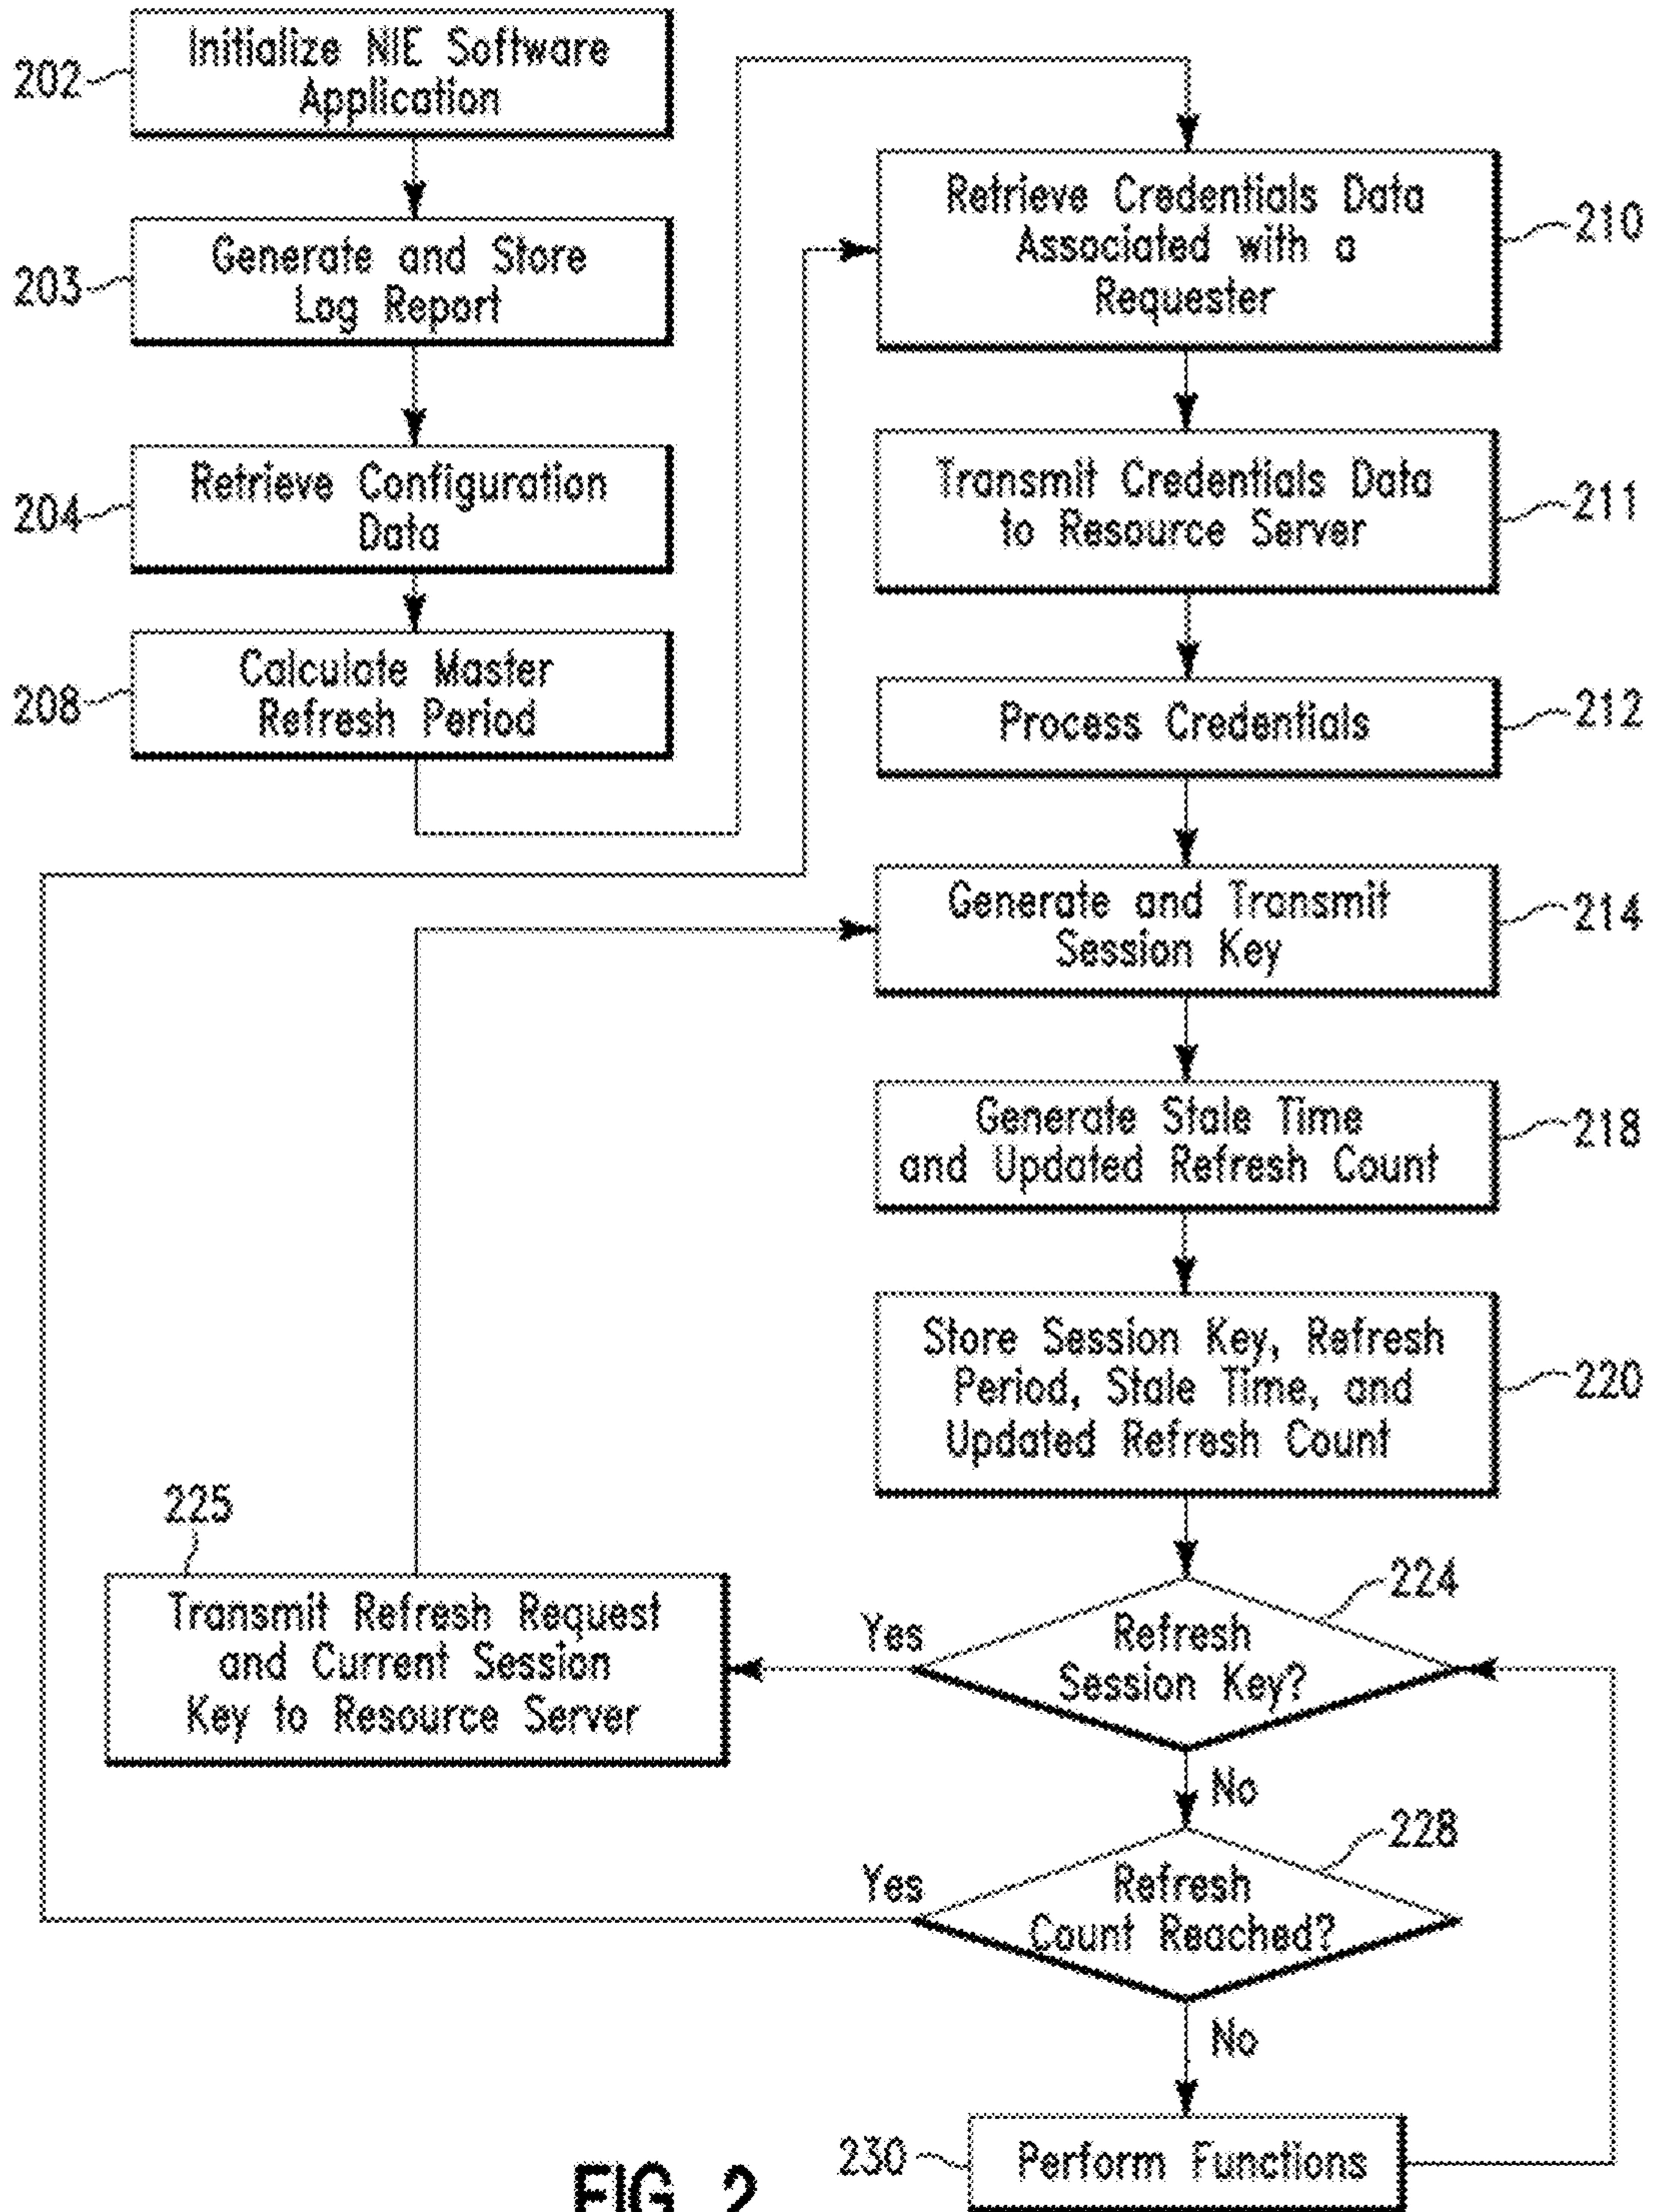 202
Initialize NIE Software
Application
203
Generate and Store
Log Report
204
Retrieve Configuration
Data
208
Calculate Master
Refresh Period
Retrieve Credentials Data
Associated with a
Requester
210
Transmit Credentials Data
to Resource Server
211
Process Credentials
212
Generate and Transmit
Session Key
214
Generate Stale Time
and Updated Refresh Count
218
Store Session Key, Refresh
Period, Stale Time, and
Updated Refresh Count
220
225
Transmit Refresh Request
and Current Session
Key to Resource Server
Yes
Refresh
Session Key?
224
No
Yes
Refresh
Count Reached?
228
No
230
Perform Functions
FIG. 2